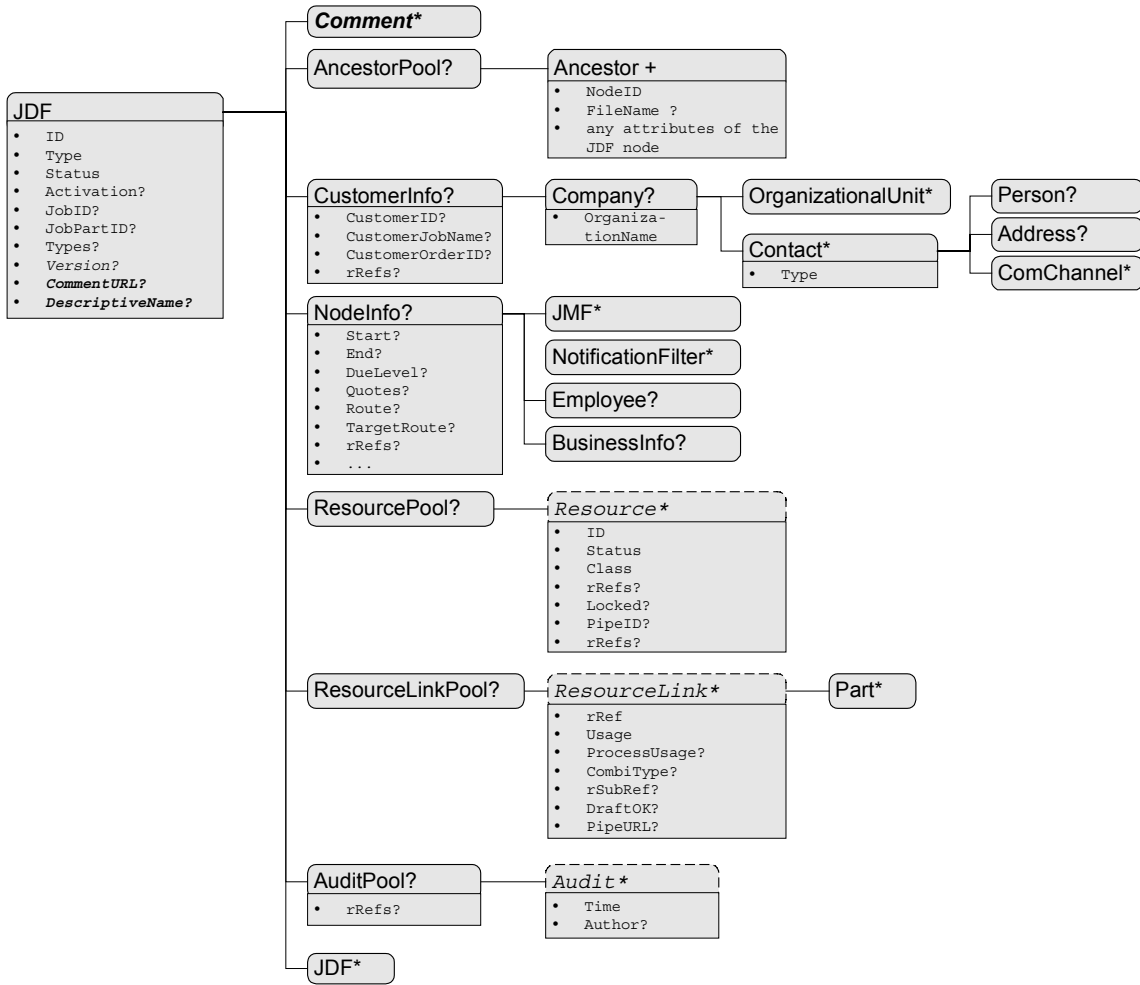 Comment*
AncestorPool?
Ancestor +
• NodeID
• FileName ?
• any attributes of the
JDF node
JDF
• ID
• Type
• Status
• Activation?
• JobID?
• JobPartID?
• Types?
• Version?
• CommentURL?
• DescriptiveName?
CustomerInfo?
• CustomerID?
• CustomerJobName?
• CustomerOrderID?
• rRefs?
Company?
• Organiza-
tionName
OrganizationalUnit*
Contact*
• Type
Person?
Address?
ComChannel*
NodeInfo?
• Start?
• End?
• DueLevel?
• Quotes?
• Route?
• TargetRoute?
• rRefs?
• ...
JMF*
NotificationFilter*
Employee?
BusinessInfo?
ResourcePool?
Resource*
• ID
• Status
• Class
• rRefs?
• Locked?
• PipeID?
• rRefs?
ResourceLinkPool?
ResourceLink*
• rRef
• Usage
• ProcessUsage?
• CombiType?
• rSubRef?
• DraftOK?
• PipeURL?
Part*
AuditPool?
• rRefs?
Audit*
• Time
• Author?
JDF*